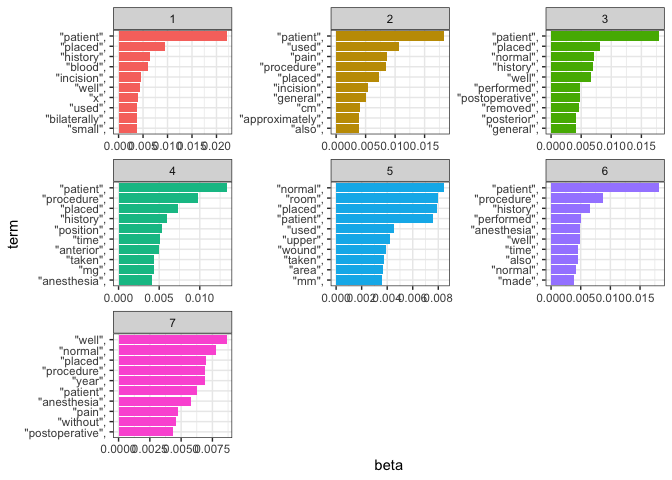 1
"patient",
"placed",
"history",
"blood",
"incision",
"well",
"x",
"used",
"bilaterally",
"small",
0.000 0.005 0.010 0.015 0.020
2
"patient",
"used",
"pain",
"procedure",
"placed",
"incision",
"general",
"cm",
"approximately",
"also",
0.000 0.005 0.010 0.015
3
"patient",
"placed",
"normal",
"history",
"well",
"performed",
"postoperative",
"removed",
"posterior",
"general",
0.000 0.005 0.010 0.015
term
4
"patient",
"procedure",
"placed",
"history",
"position",
"time",
"anterior",
"taken",
"mg",
"anesthesia",
0.000 0.005 0.010
5
"normal",
"room",
"placed",
"patient",
"used",
"upper",
"wound",
"taken",
"area",
"mm",
0.000 0.002 0.004 0.006 0.008
6
"patient",
"procedure",
"history",
"performed",
"anesthesia",
"well",
"time",
"also",
"normal",
"made",
0.000 0.005 0.010 0.015
7
"well",
"normal",
"placed",
"procedure",
"year",
"patient",
"anesthesia",
"pain",
"without",
"postoperative",
0.0000 0.0025 0.0050 0.0075
beta